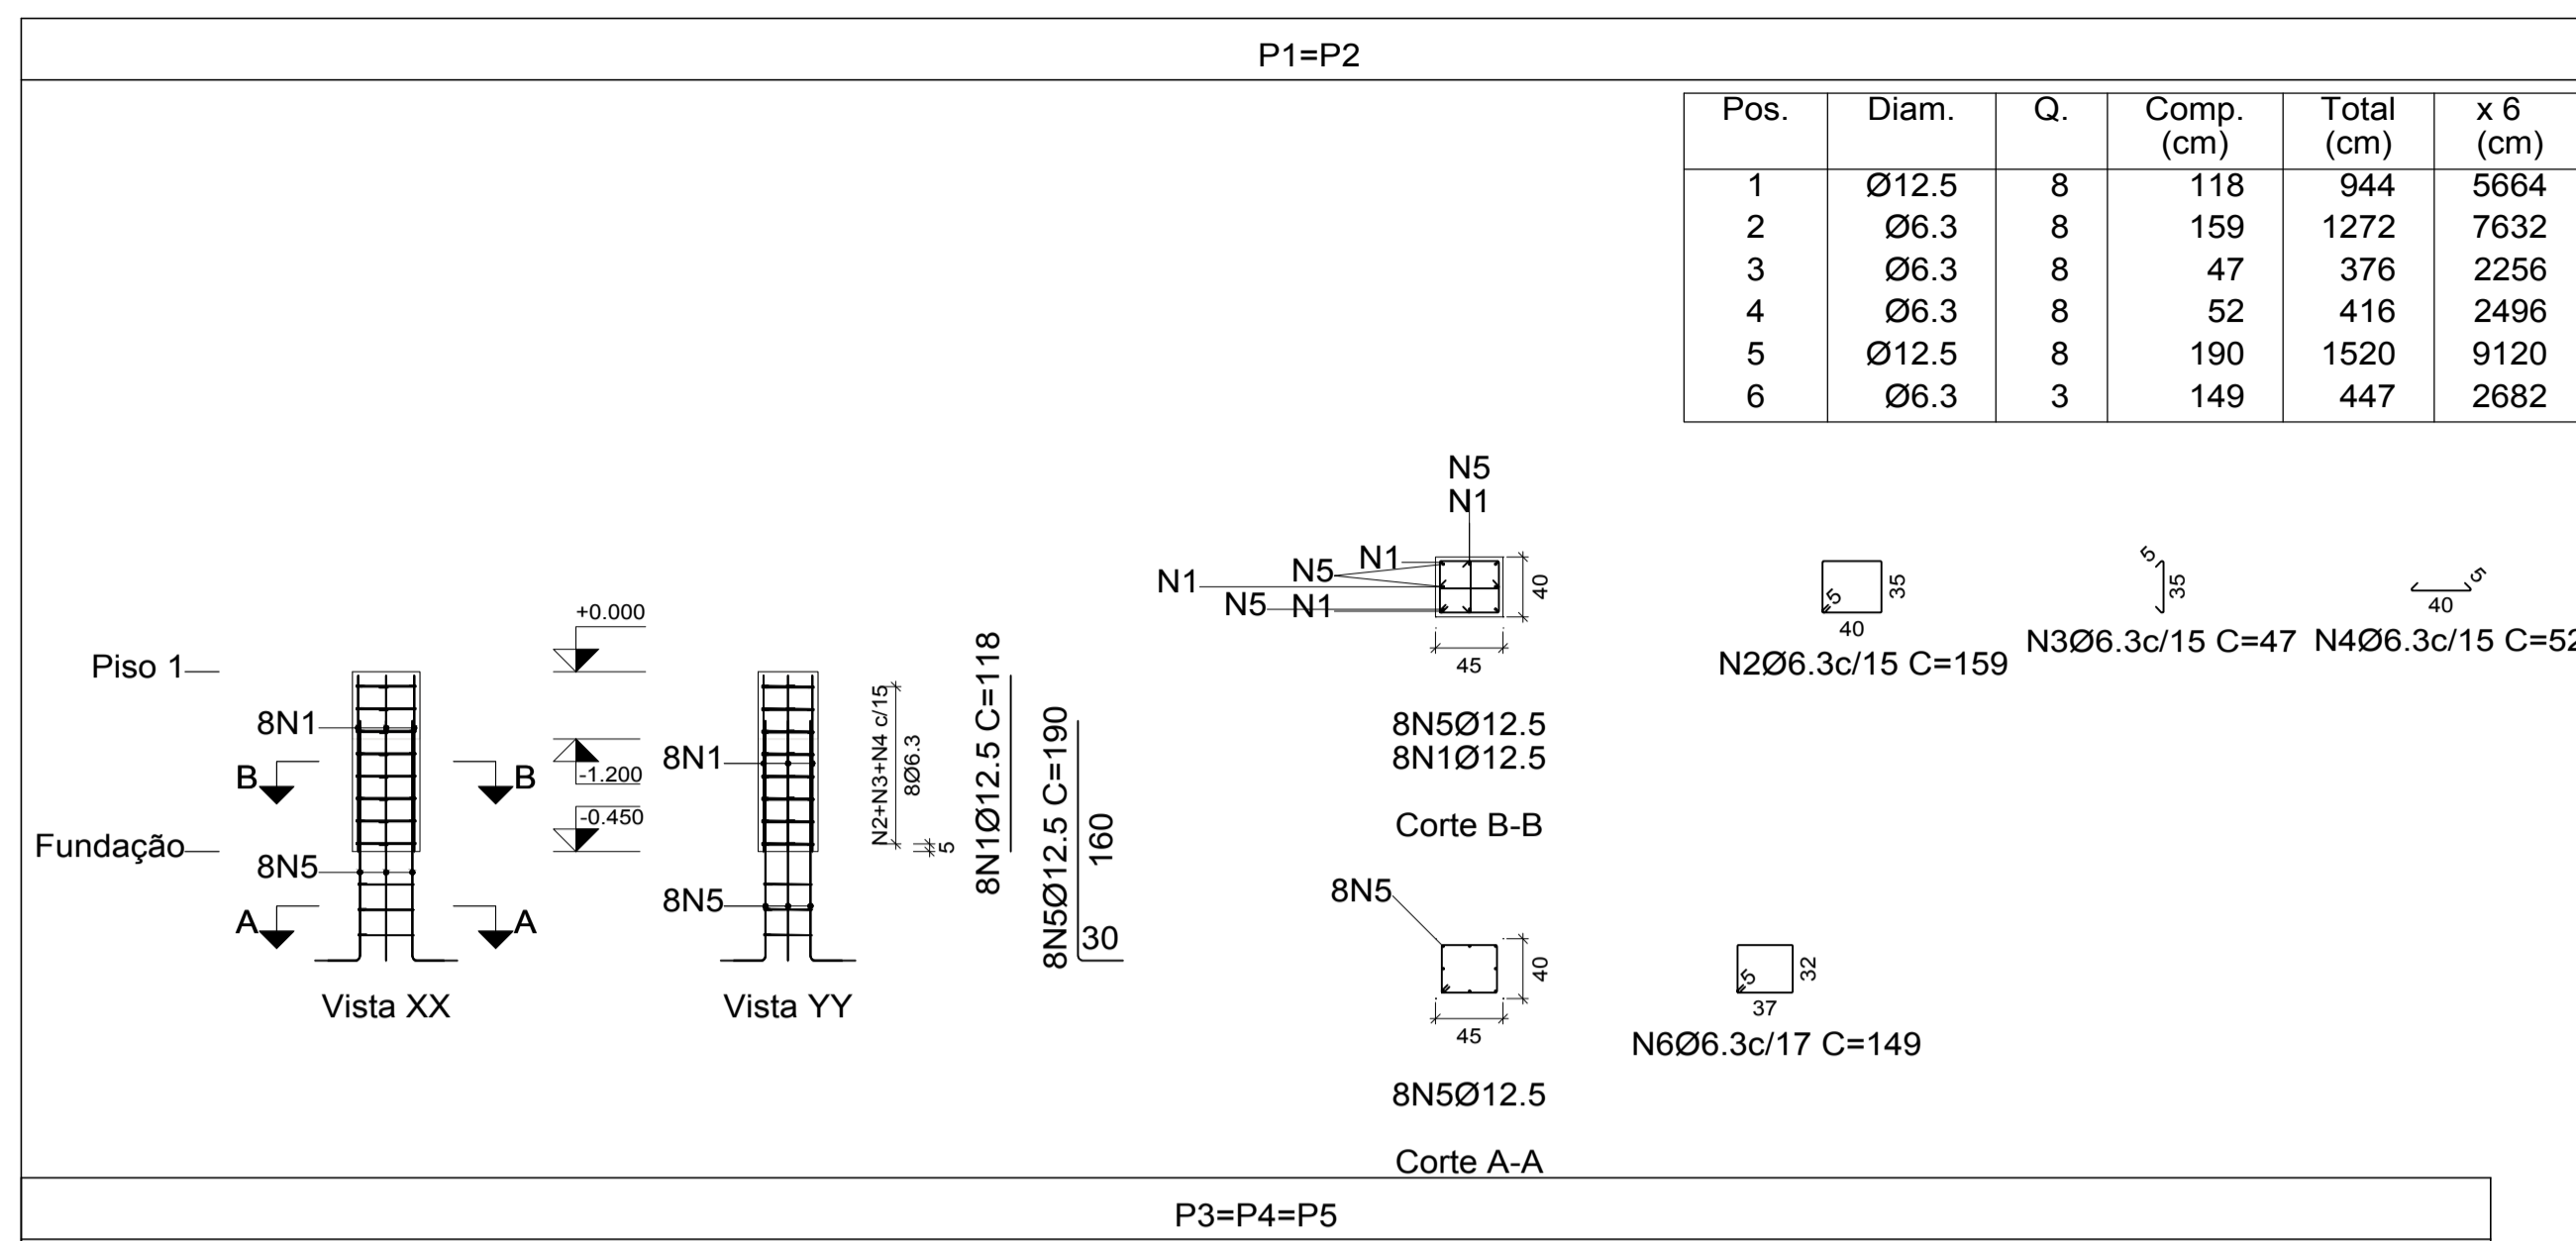 P1=P2
Pos. Diam. Q. Comp. (cm) Total (cm) x 6 (cm)
1 Ø12.5 8 118 944 5664
2 Ø6.3 8 159 1272 7632
3 Ø6.3 8 47 376 2256
4 Ø6.3 8 52 416 2496
5 Ø12.5 8 190 1520 9120
6 Ø6.3 3 149 447 2682
Piso 1
8N1
B B
Fundação
8N5
A A
Vista XX
+0.000
-1.200
-0.450
8N1
8N5
Vista YY
N2+N3+N4 c/15
8Ø6.3
5
8N1Ø12.5 C=118
8N5Ø12.5 C=190
160
30
N5
N1
N1
N5
N1
N5
N1
40
45
8N5Ø12.5
8N1Ø12.5
Corte B-B
8N5
40
45
8N5Ø12.5
Corte A-A
5
35
40
N2Ø6.3c/15 C=159
5
35
N3Ø6.3c/15 C=47
5
40
N4Ø6.3c/15 C=52
5
32
37
N6Ø6.3c/17 C=149
P3=P4=P5